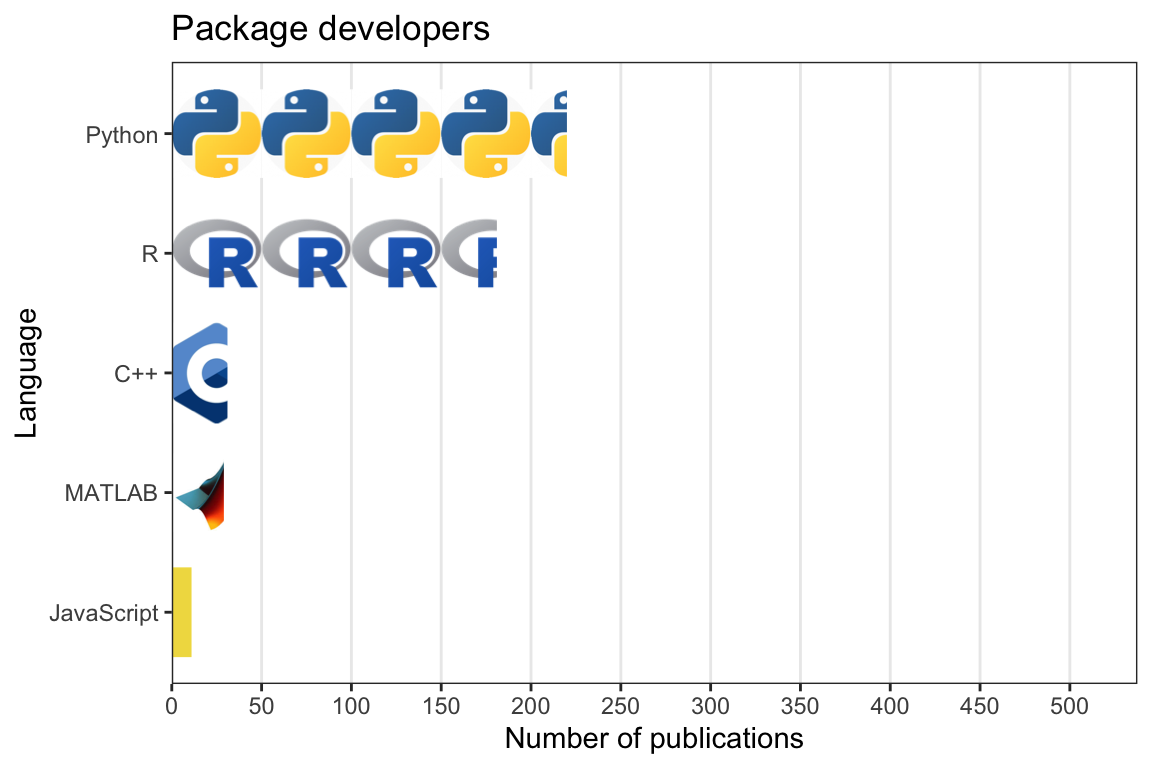 Package developers
Python
R
C++
MATLAB
JavaScript
Language
R R R R
C
0 50 100 150 200 250 300 350 400 450 500
Number of publications